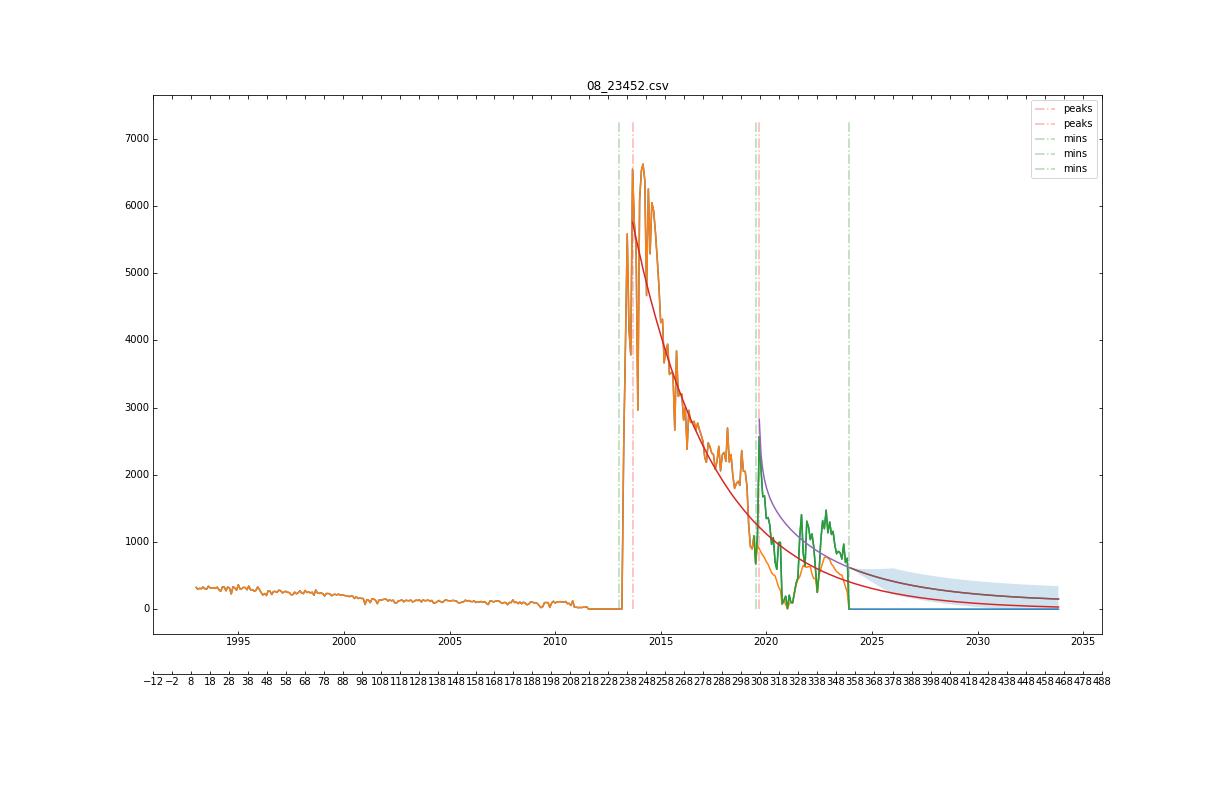 08_23452.csv
peaks
peaks
mins
mins
mins
7000
6000
5000
4000
3000
2000
1000
0
1995 2000 2005 2010 2015 2020 2025 2030 2035
−12 −2 8 18 28 38 48 58 68 78 88 98 108 118 128 138 148 158 168 178 188 198 208 218 228 238 248 258 268 278 288 298 308 318 328 338 348 358 368 378 388 398 408 418 428 438 448 458 468 478 488